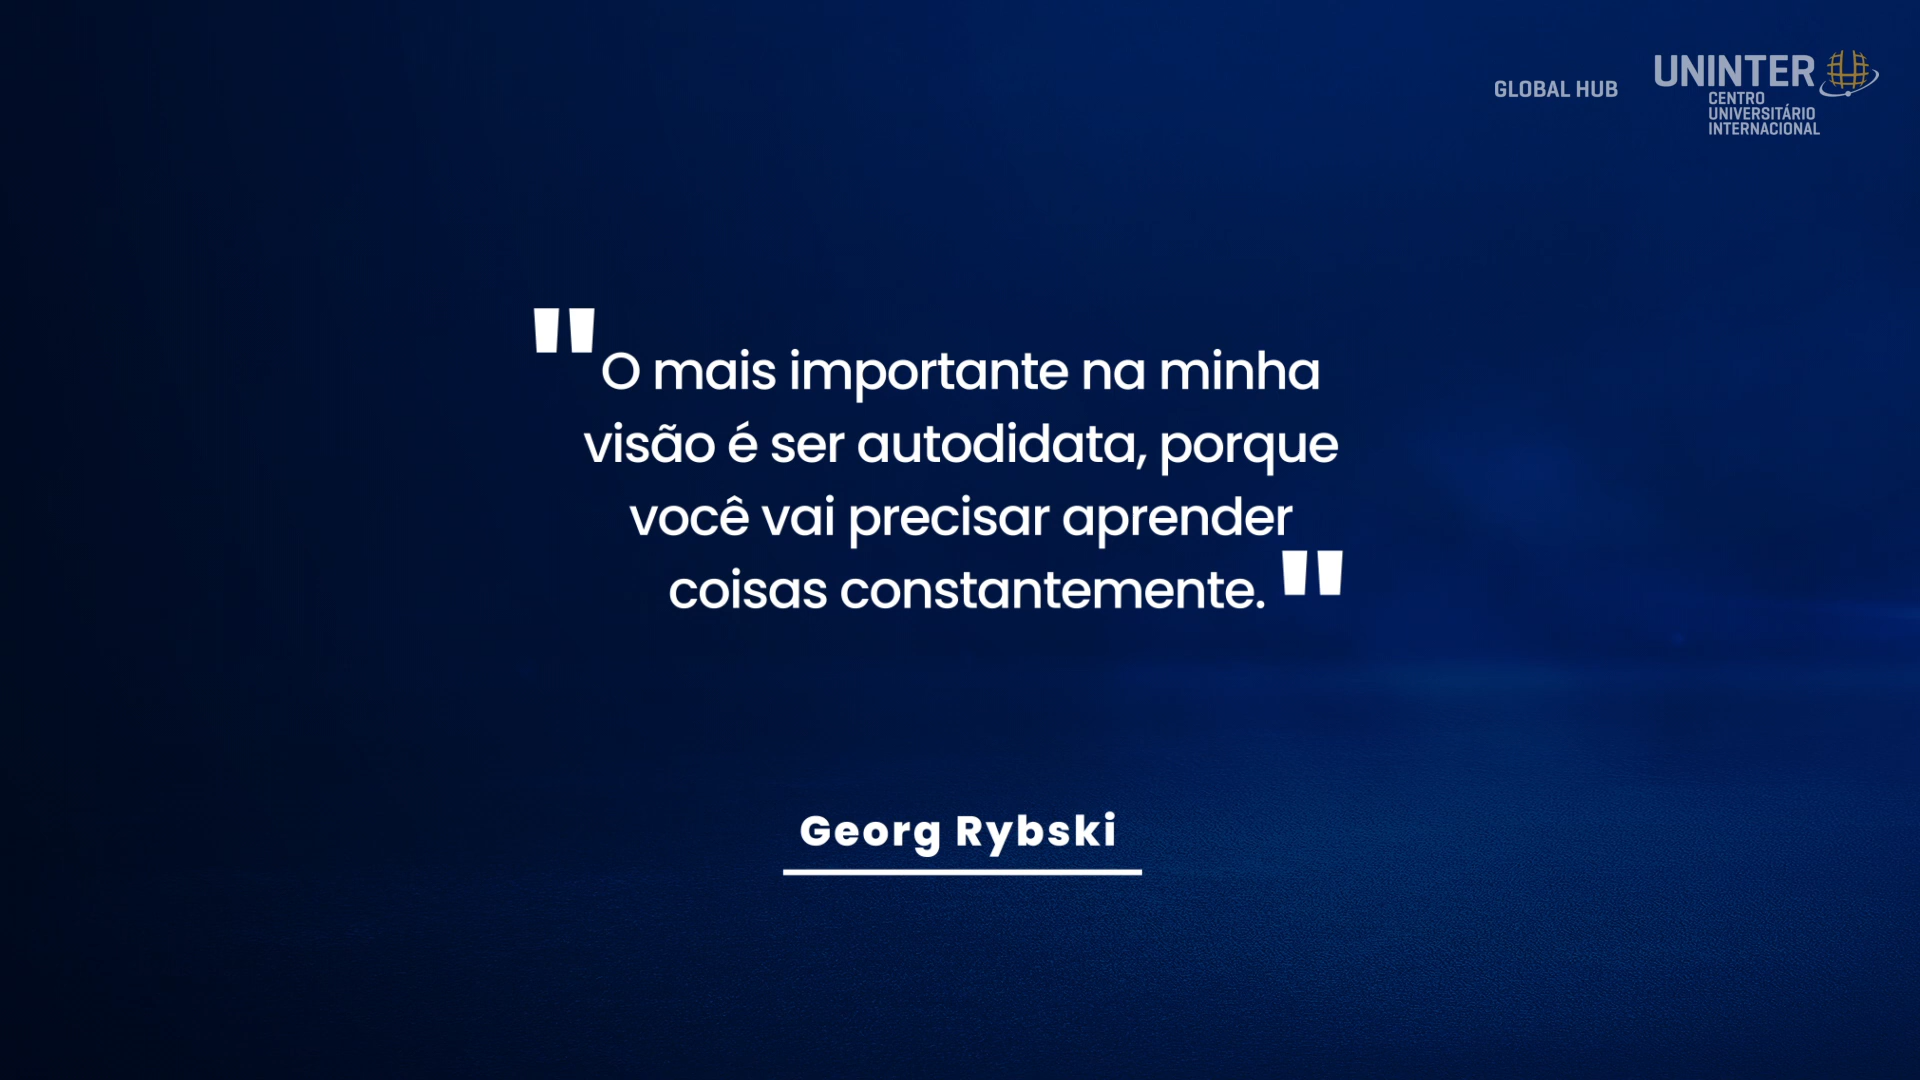 GLOBAL HUB
UNINTER
CENTRO
UNIVERSITÁRIO
INTERNACIONAL
"O mais importante na minha
visão é ser autodidata, porque
você vai precisar aprender
coisas constantemente."
Georg Rybski